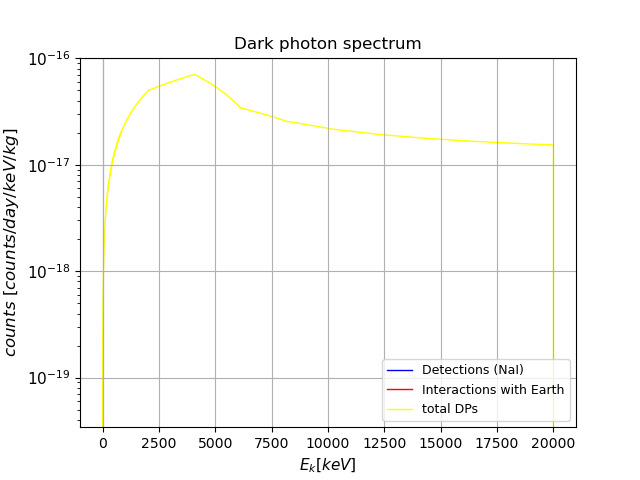 Dark photon spectrum
10⁻¹⁶
10⁻¹⁷
10⁻¹⁸
10⁻¹⁹
counts [counts/day/keV/kg]
Detections (NaI)
Interactions with Earth
total DPs
0 2500 5000 7500 10000 12500 15000 17500 20000
Eₖ[keV]